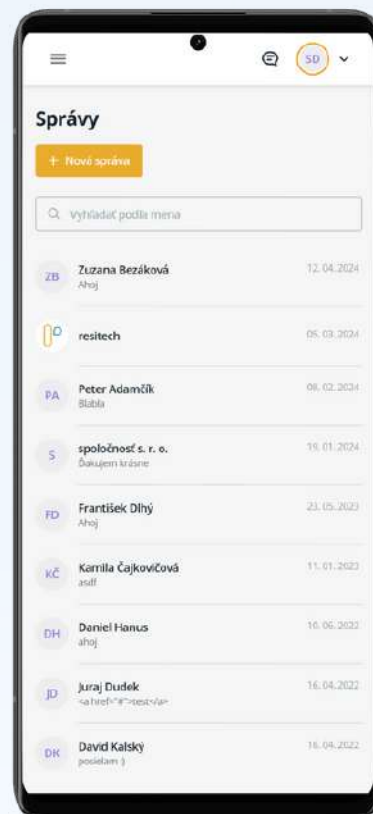 SD
Správy
+ Nová správa
Vyhľadať podľa mena
ZB Zuzana Bezáková 12. 04. 2024
Ahoj
resitech 05. 03. 2024
PA Peter Adamčík 08. 02. 2024
Blabla
S spoločnosť s. r. o. 19. 01. 2024
Ďakujem krásne
FD František Dlhý 23. 05. 2023
Ahoj
KČ Kamila Čajkovičová 11. 01. 2023
asdf
DH Daniel Hanus 10. 06. 2022
ahoj
JD Juraj Dudek 16. 04. 2022
<a href="#">test</a>
DK David Kalský 16. 04. 2022
posielam :)